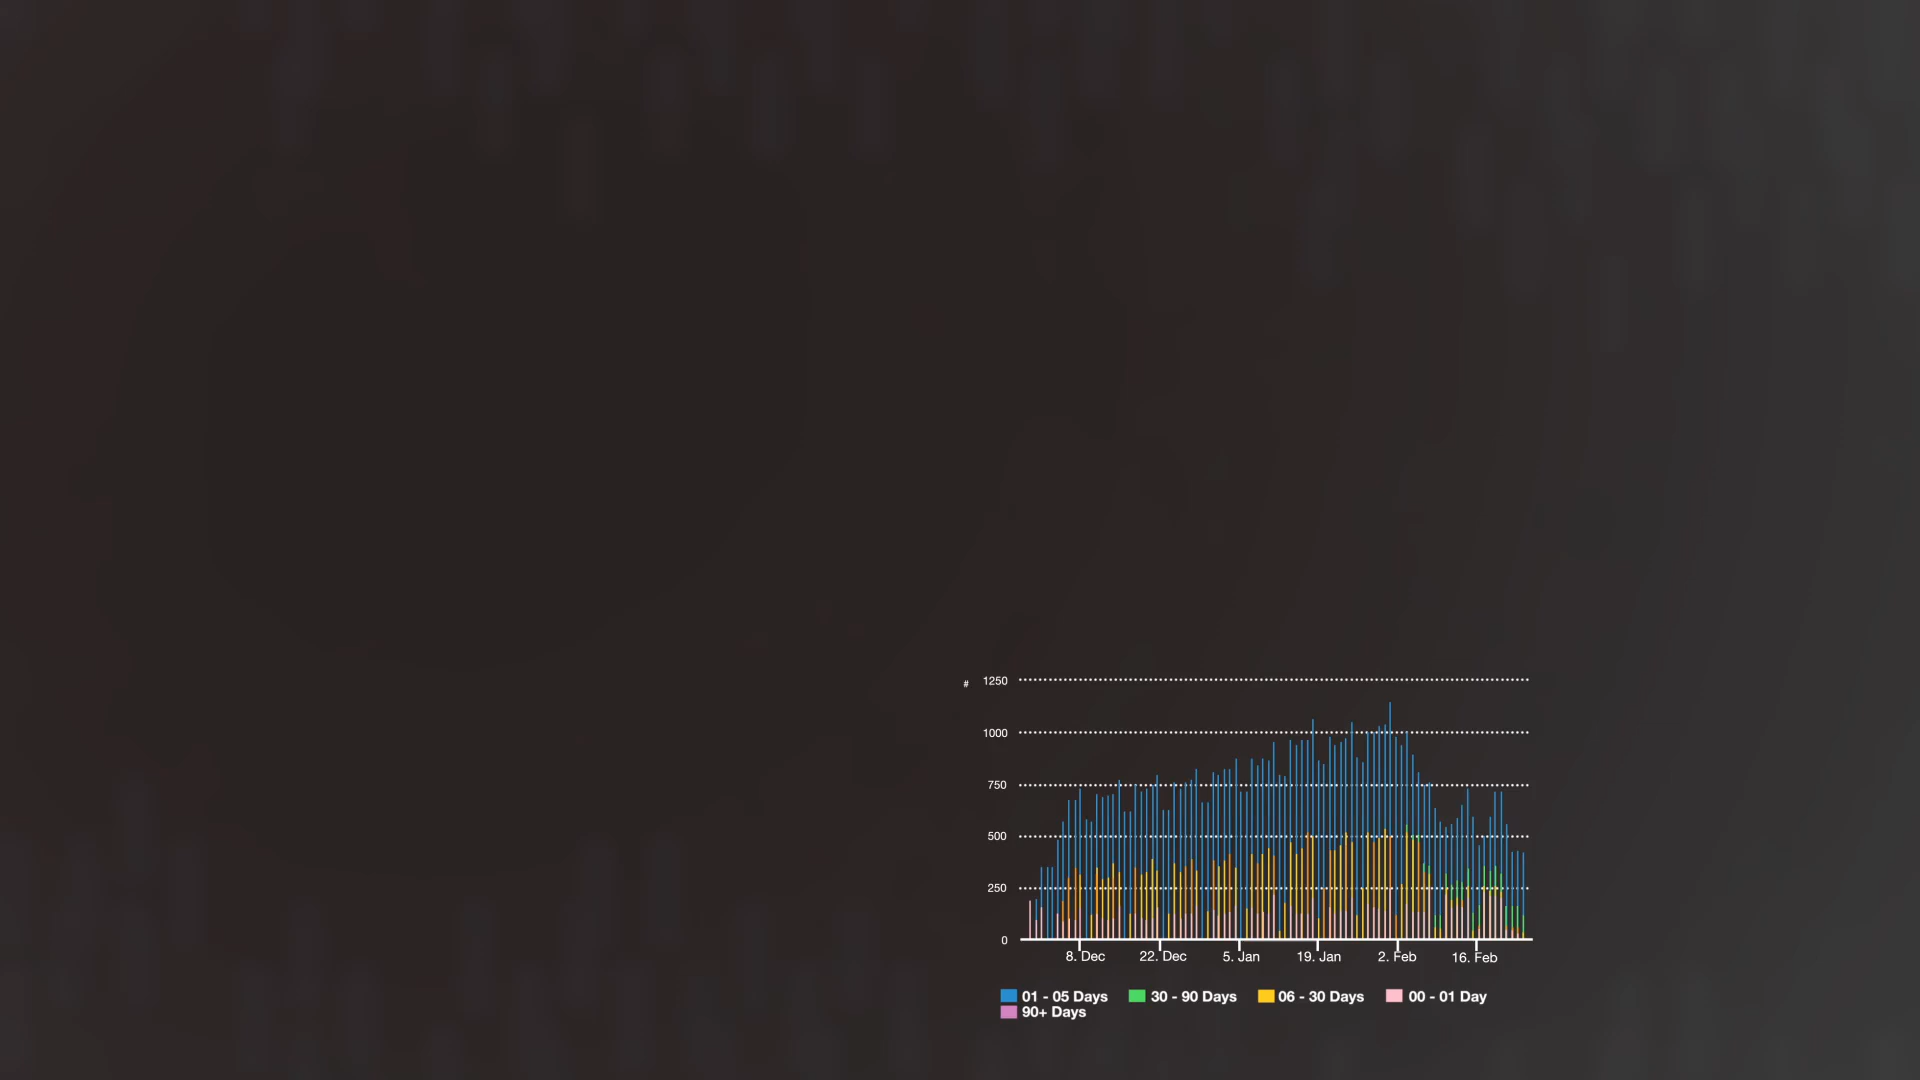 #
1250
1000
750
500
250
0
8. Dec 22. Dec 5. Jan 19. Jan 2. Feb 16. Feb
01 - 05 Days 30 - 90 Days 06 - 30 Days 00 - 01 Day
90+ Days